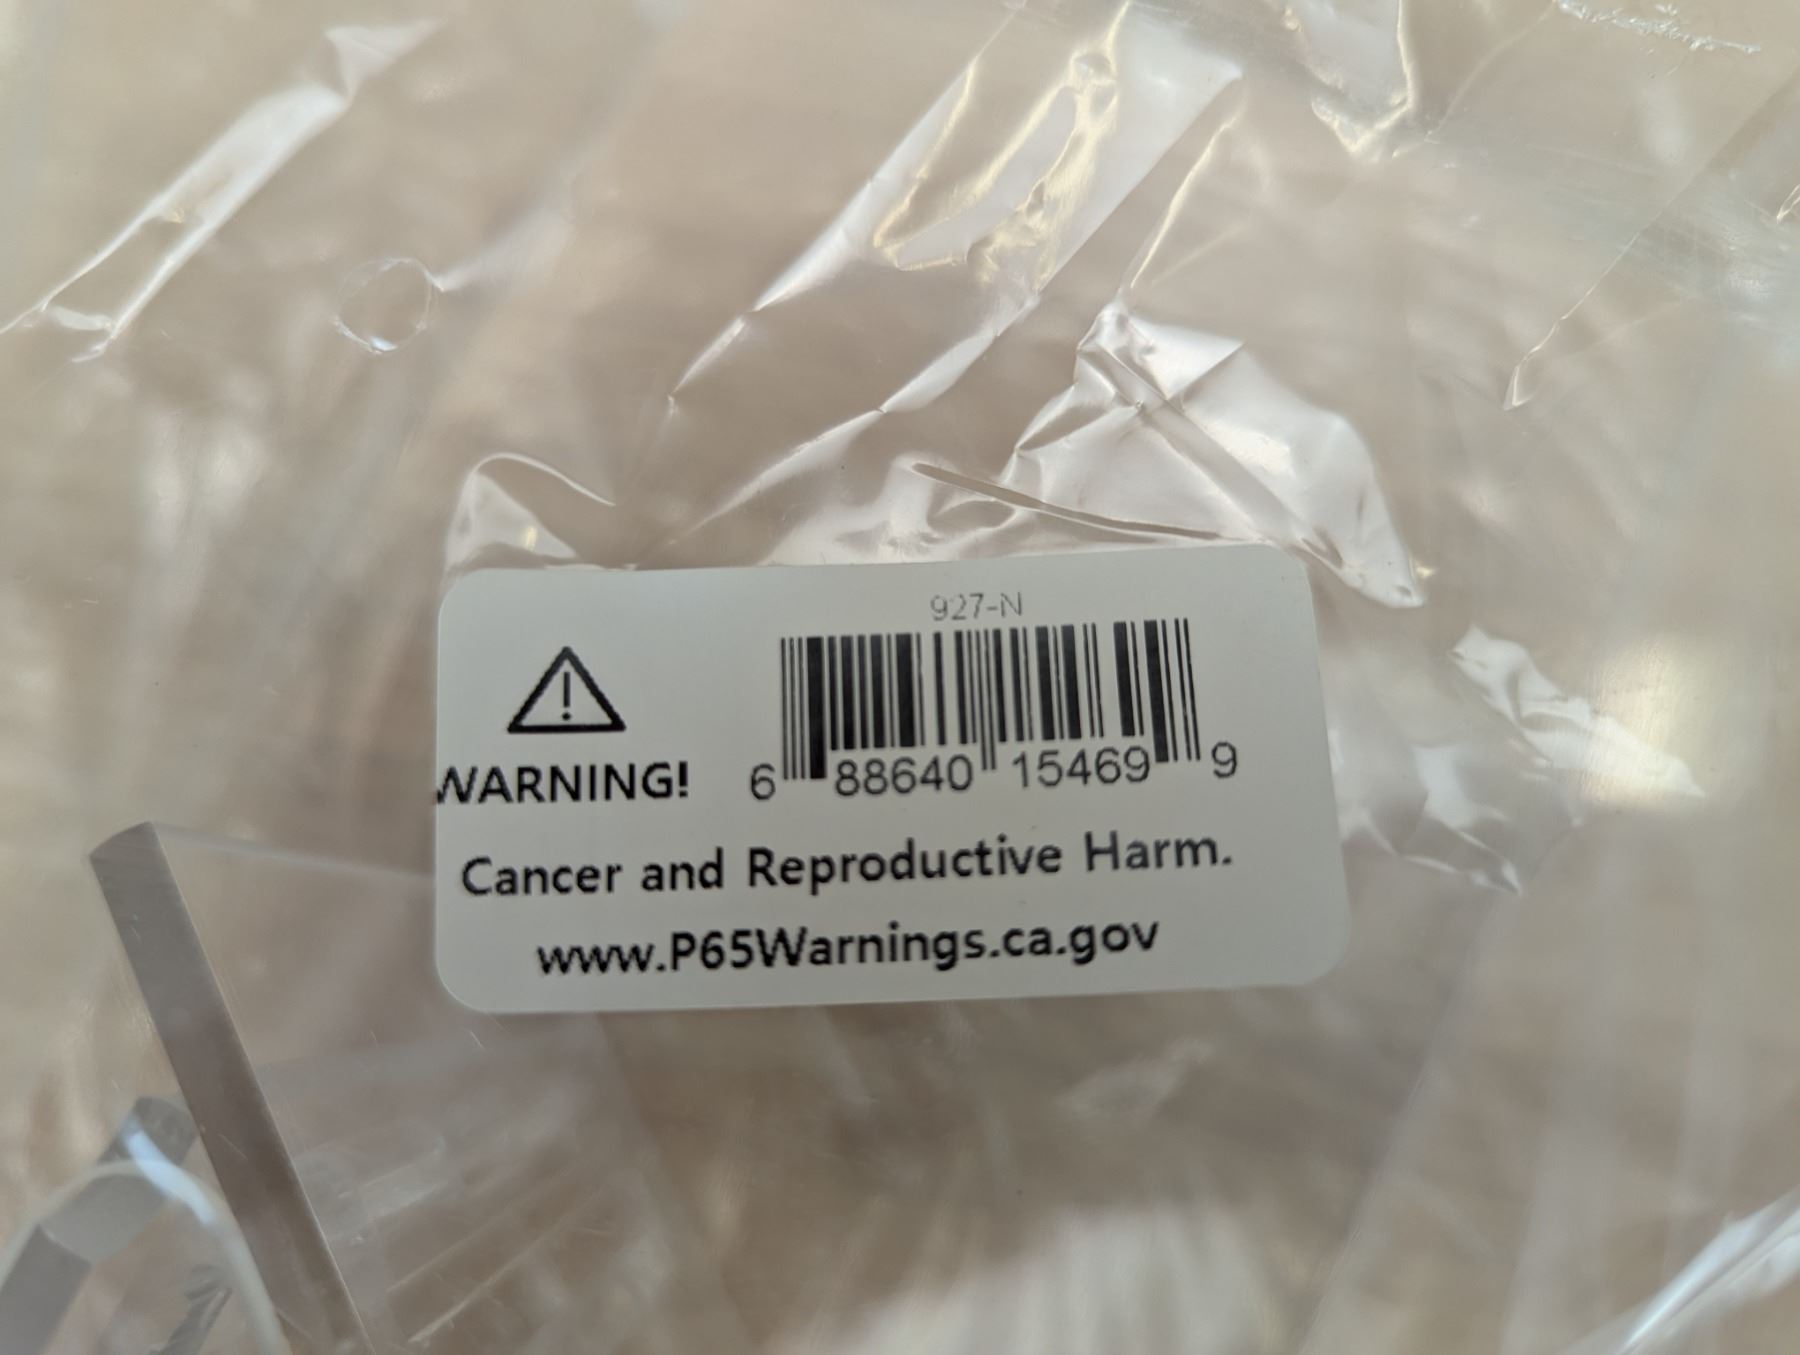 927-N
WARNING!
6 88640 15469 9
Cancer and Reproductive Harm.
www.P65Warnings.ca.gov